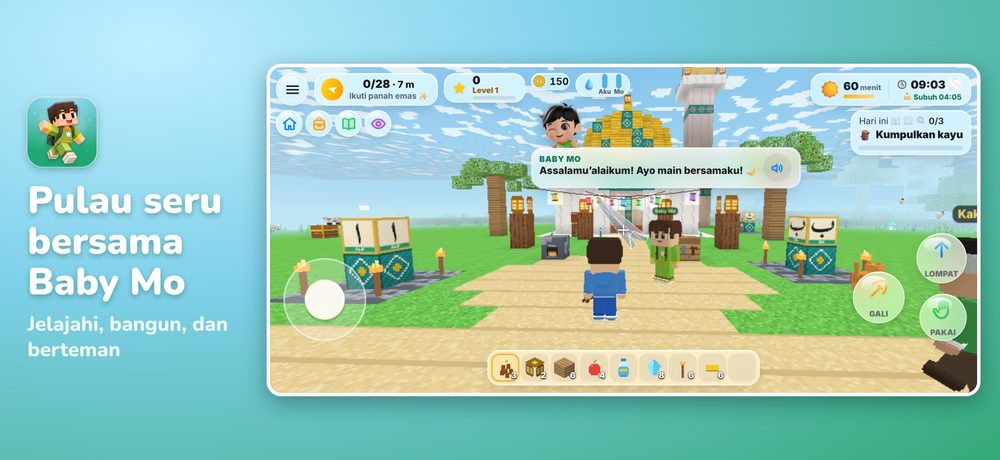 Pulau seru
bersama
Baby Mo
Jelajahi, bangun, dan
berteman
0/28 · 7 m
Ikuti panah emas
0
Level 1
150
Aku Mo
60 menit
09:03
Subuh 04:05
Hari ini 0/3
Kumpulkan kayu
BABY MO
Assalamu'alaikum! Ayo main bersamaku!
Baby Mo
Kak
ا
ا
ب
LOMPAT
GALI
PAKAI
3
2
6
4
8
6
6